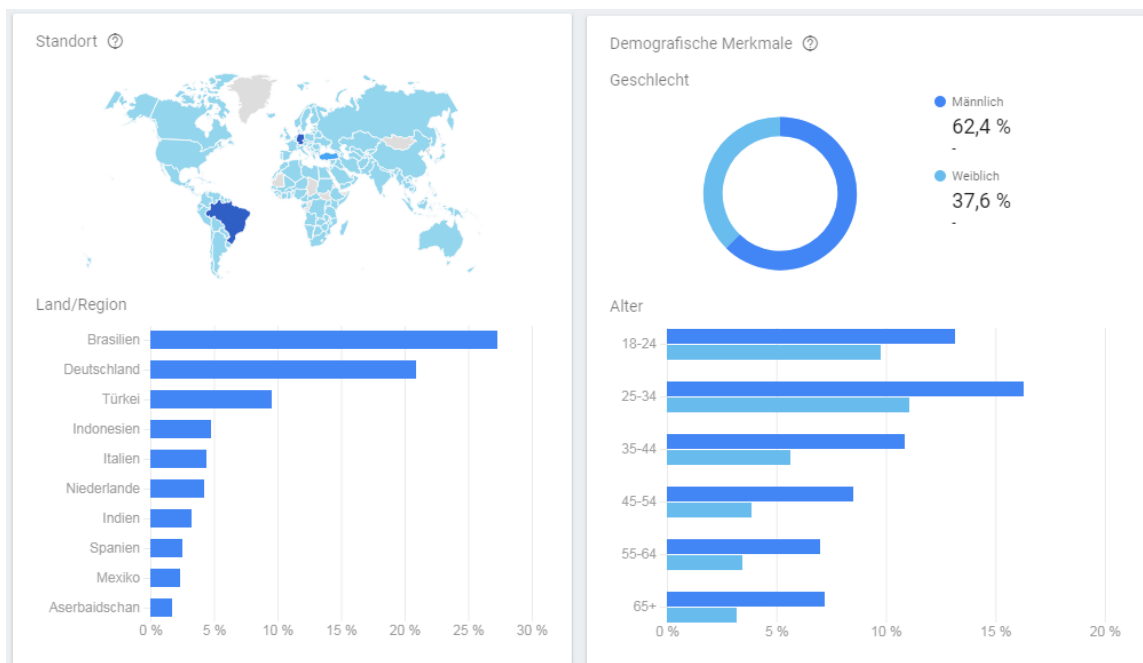 Standort
Land/Region
Brasilien
Deutschland
Türkei
Indonesien
Italien
Niederlande
Indien
Spanien
Mexiko
Aserbaidschan
0 % 5 % 10 % 15 % 20 % 25 % 30 %
Demografische Merkmale
Geschlecht
Männlich
62,4 %
-
Weiblich
37,6 %
-
Alter
18-24
25-34
35-44
45-54
55-64
65+
0 % 5 % 10 % 15 % 20 %